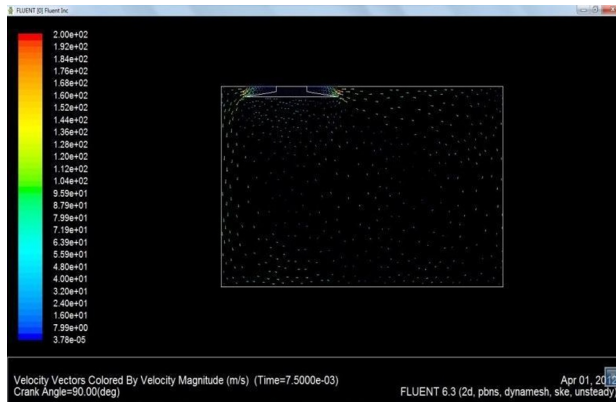 FLUENT [0] Fluent Inc
2.00e+02
1.92e+02
1.84e+02
1.76e+02
1.68e+02
1.60e+02
1.52e+02
1.44e+02
1.36e+02
1.28e+02
1.20e+02
1.12e+02
1.04e+02
9.59e+01
8.79e+01
7.99e+01
7.19e+01
6.39e+01
5.59e+01
4.80e+01
4.00e+01
3.20e+01
2.40e+01
1.60e+01
7.99e+00
3.78e-05
Velocity Vectors Colored By Velocity Magnitude (m/s) (Time=7.5000e-03)
Crank Angle=90.00(deg)
Apr 01, 2012
FLUENT 6.3 (2d, pbns, dynamesh, ske, unsteady)